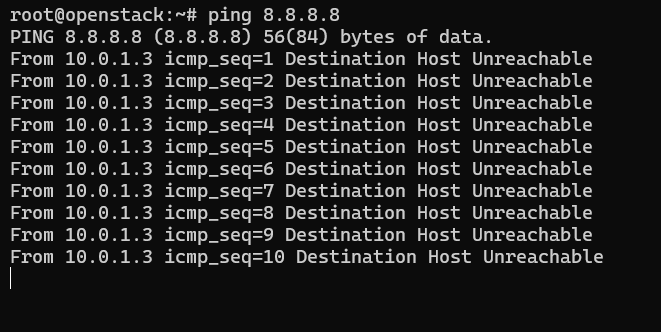 root@openstack:~# ping 8.8.8.8
PING 8.8.8.8 (8.8.8.8) 56(84) bytes of data.
From 10.0.1.3 icmp_seq=1 Destination Host Unreachable
From 10.0.1.3 icmp_seq=2 Destination Host Unreachable
From 10.0.1.3 icmp_seq=3 Destination Host Unreachable
From 10.0.1.3 icmp_seq=4 Destination Host Unreachable
From 10.0.1.3 icmp_seq=5 Destination Host Unreachable
From 10.0.1.3 icmp_seq=6 Destination Host Unreachable
From 10.0.1.3 icmp_seq=7 Destination Host Unreachable
From 10.0.1.3 icmp_seq=8 Destination Host Unreachable
From 10.0.1.3 icmp_seq=9 Destination Host Unreachable
From 10.0.1.3 icmp_seq=10 Destination Host Unreachable